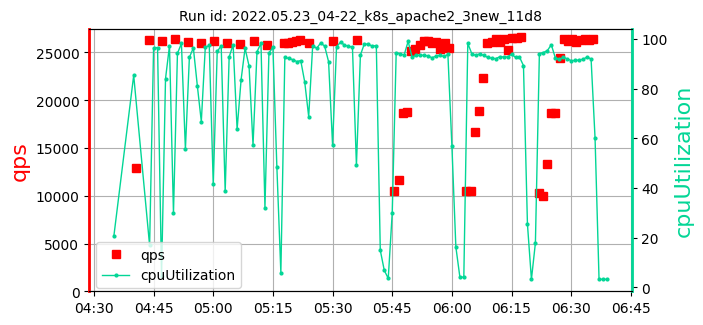 Run id: 2022.05.23_04-22_k8s_apache2_3new_11d8
25000
20000
15000
10000
5000
0
qps
100
80
60
40
20
0
cpuUtilization
qps
cpuUtilization
04:30 04:45 05:00 05:15 05:30 05:45 06:00 06:15 06:30 06:45